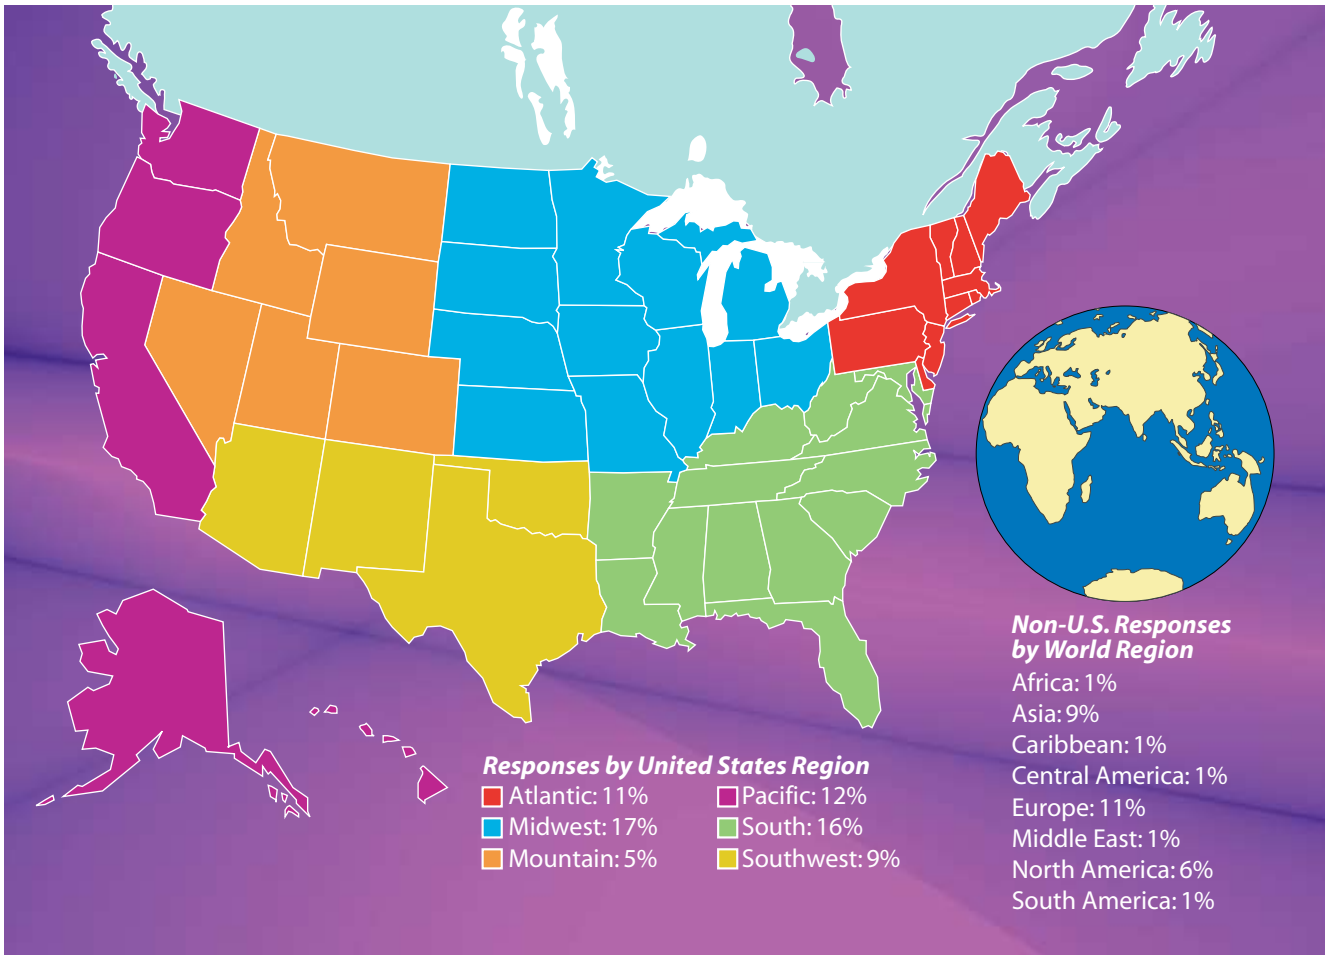 Non-U.S. Responses
by World Region
Africa: 1%
Asia: 9%
Caribbean: 1%
Central America: 1%
Europe: 11%
Middle East: 1%
North America: 6%
South America: 1%
Responses by United States Region
Atlantic: 11%
Midwest: 17%
Mountain: 5%
Pacific: 12%
South: 16%
Southwest: 9%